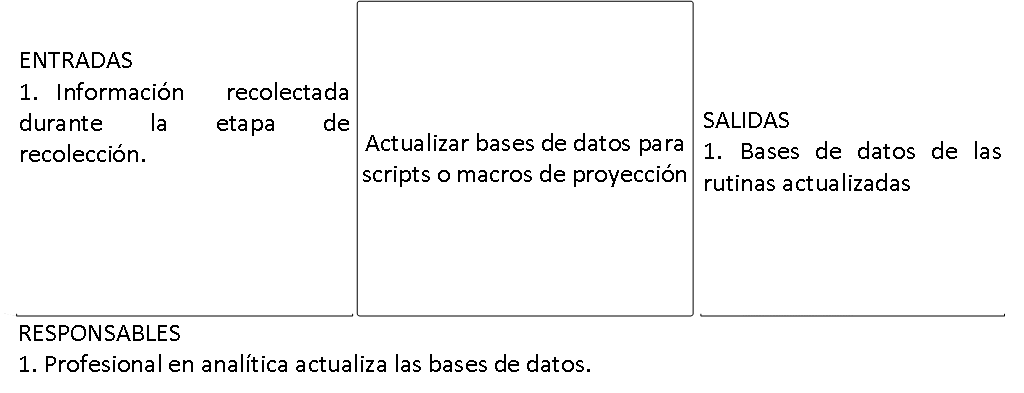 ENTRADAS
1. Información recolectada
durante la etapa de
recolección.
Actualizar bases de datos para
scripts o macros de proyección
SALIDAS
1. Bases de datos de las
rutinas actualizadas
RESPONSABLES
1. Profesional en analítica actualiza las bases de datos.